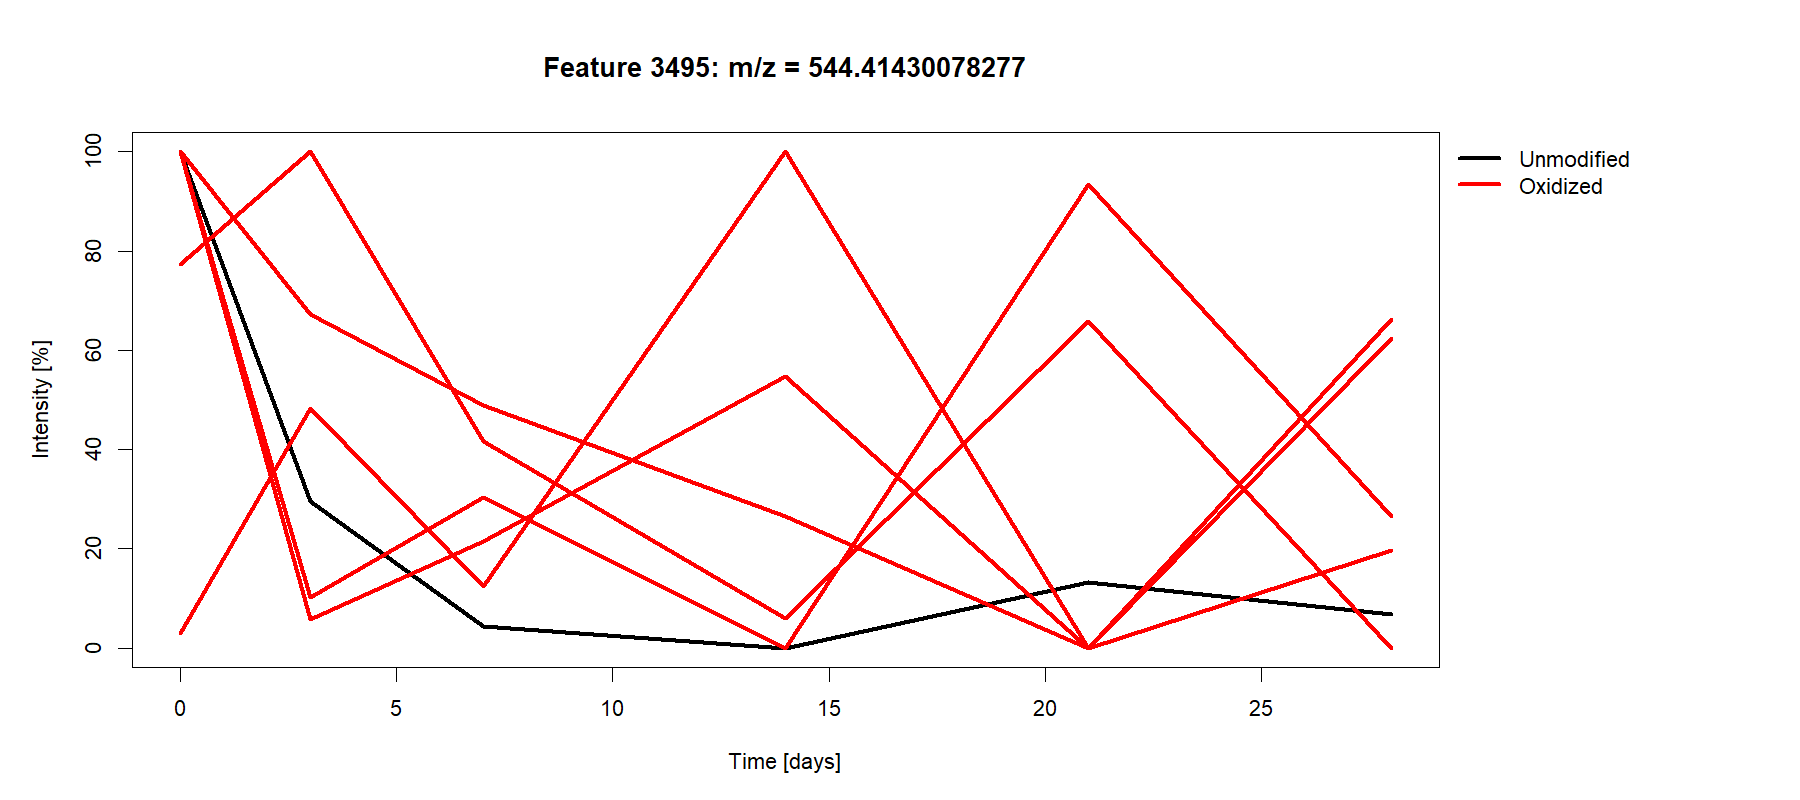 Feature 3495: m/z = 544.41430078277
Unmodified
Oxidized
Intensity [%]
100
80
60
40
20
0
0 5 10 15 20 25
Time [days]